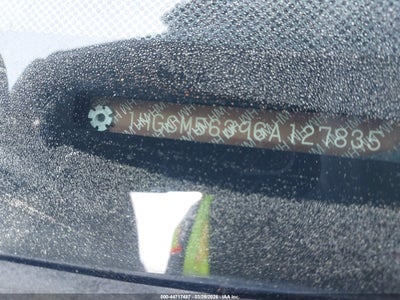 1HGCM56396A127835
000-44717487 - 03/29/2026 - IAA Inc.